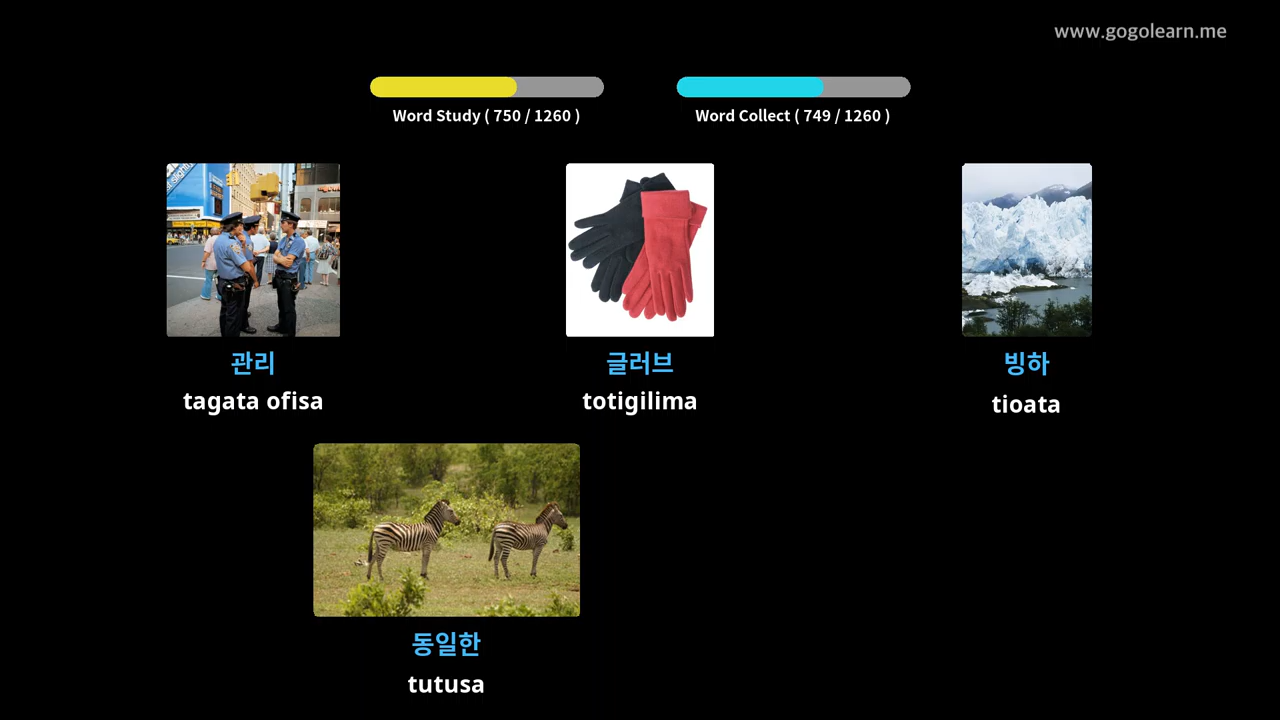 www.gogolearn.me
Word Study ( 750 / 1260 )
Word Collect ( 749 / 1260 )
관리
tagata ofisa
글러브
totigilima
빙하
tioata
동일한
tutusa